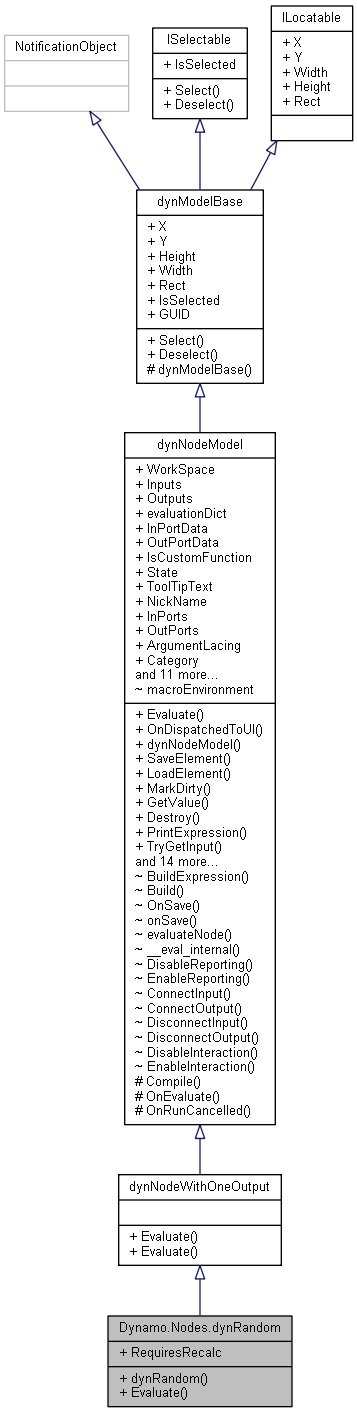 NotificationObject
ISelectable
+ IsSelected
+ Select()
+ Deselect()
ILocatable
+ X
+ Y
+ Width
+ Height
+ Rect
dynModelBase
+ X
+ Y
+ Height
+ Width
+ Rect
+ IsSelected
+ GUID
+ Select()
+ Deselect()
# dynModelBase()
dynNodeModel
+ WorkSpace
+ Inputs
+ Outputs
+ evaluationDict
+ InPortData
+ OutPortData
+ IsCustomFunction
+ State
+ ToolTipText
+ NickName
+ InPorts
+ OutPorts
+ ArgumentLacing
+ Category
and 11 more...
~ macroEnvironment
+ Evaluate()
+ OnDispatchedToUI()
+ dynNodeModel()
+ SaveElement()
+ LoadElement()
+ MarkDirty()
+ GetValue()
+ Destroy()
+ PrintExpression()
+ TryGetInput()
and 14 more...
~ BuildExpression()
~ Build()
~ OnSave()
~ onSave()
~ evaluateNode()
~ __eval_internal()
~ DisableReporting()
~ EnableReporting()
~ ConnectInput()
~ ConnectOutput()
~ DisconnectInput()
~ DisconnectOutput()
~ DisableInteraction()
~ EnableInteraction()
# Compile()
# OnEvaluate()
# OnRunCancelled()
dynNodeWithOneOutput
+ Evaluate()
+ Evaluate()
Dynamo.Nodes.dynRandom
+ RequiresRecalc
+ dynRandom()
+ Evaluate()